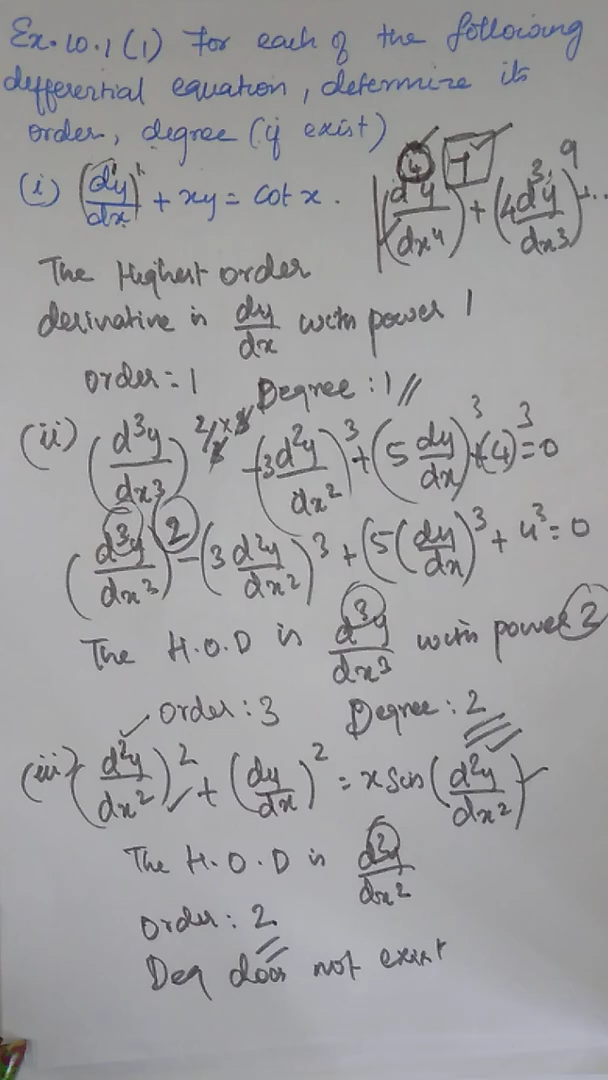 Ex. 10.1 (1) For each of the following
differential equation, determine its
order, degree (if exist)
(i) (dy/dx)^1 + xy = cot x.
(d^4y/dx^4)^1 + (4d^3y/dx^3)^9 + ..
The Highest order
derivative is dy/dx with power 1
Order = 1 Degree : 1 //
(ii) (d^3y/dx^3)^2/3×3 - (3d^2y/dx^2)^3 + (5 dy/dx)^3 + (4)^3 = 0
(d^3y/dx^3)^2 - (3 d^2y/dx^2)^3 + (5(dy/dx)^3 + 4^3 = 0
The H.O.D is d^3y/dx^3 with power 2
Order : 3 Degree : 2
(iii) (d^2y/dx^2)^2 + (dy/dx)^2 = x sin(d^2y/dx^2)
The H.O.D is d^2y/dx^2
Order : 2
Deg does not exist